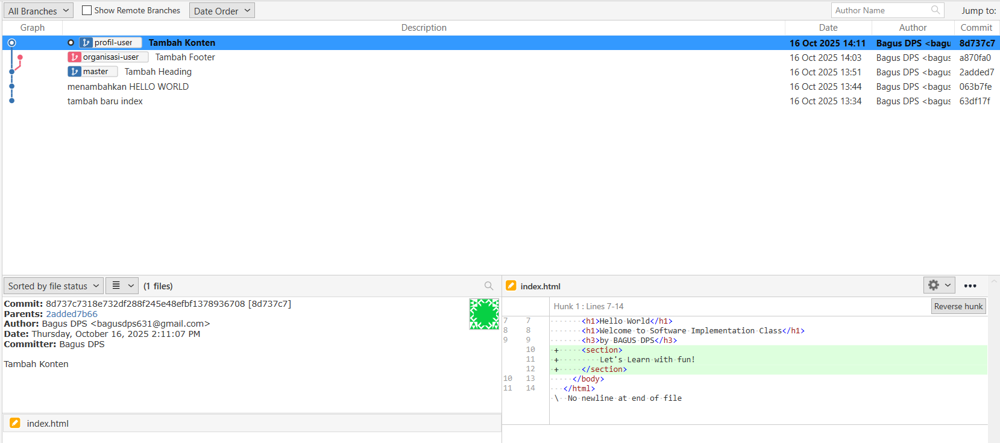 All Branches Show Remote Branches Date Order Author Name Jump to:
Graph Description Date Author Commit
profil-user Tambah Konten 16 Oct 2025 14:11 Bagus DPS <bagu 8d737c7
organisasi-user Tambah Footer 16 Oct 2025 14:03 Bagus DPS <bagus a870fa0
master Tambah Heading 16 Oct 2025 13:51 Bagus DPS <bagus 2added7
menambahkan HELLO WORLD 16 Oct 2025 13:44 Bagus DPS <bagus 063b7fe
tambah baru index 16 Oct 2025 13:34 Bagus DPS <bagus 63df17f
Sorted by file status (1 files)
Commit: 8d737c7318e732df288f245e48efbf1378936708 [8d737c7]
Parents: 2added7b66
Author: Bagus DPS <bagusdps631@gmail.com>
Date: Thursday, October 16, 2025 2:11:07 PM
Committer: Bagus DPS
Tambah Konten
index.html
index.html
Hunk 1 : Lines 7-14 Reverse hunk
7 7 <h1>Hello World</h1>
8 8 <h1>Welcome to Software Implementation Class</h1>
9 9 <h3>by BAGUS DPS</h3>
10 + <section>
11 + Let's Learn with fun!
12 + </section>
10 13 </body>
11 14 </html>
\ No newline at end of file